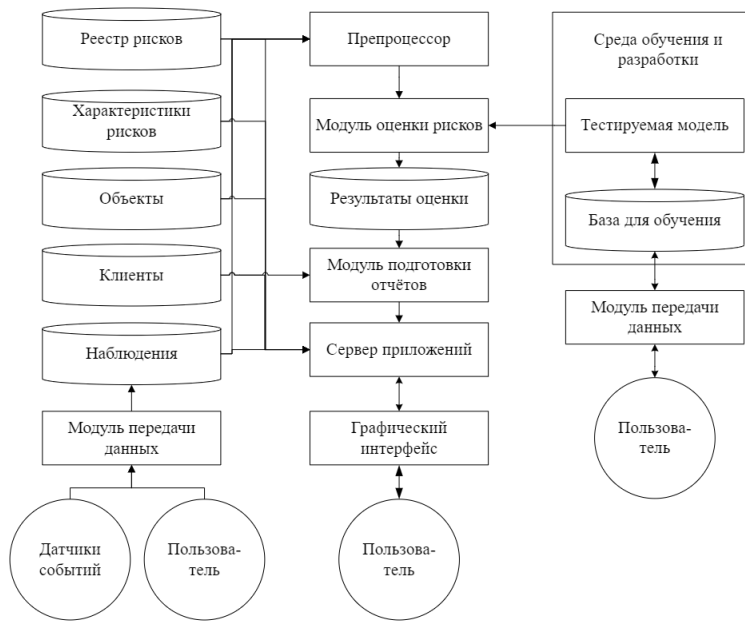 Реестр рисков
Характеристики
рисков
Объекты
Клиенты
Наблюдения
Модуль передачи
данных
Датчики
событий
Пользова-
тель
Препроцессор
Модуль оценки рисков
Результаты оценки
Модуль подготовки
отчётов
Сервер приложений
Графический
интерфейс
Пользова-
тель
Среда обучения и
разработки
Тестируемая модель
База для обучения
Модуль передачи
данных
Пользова-
тель